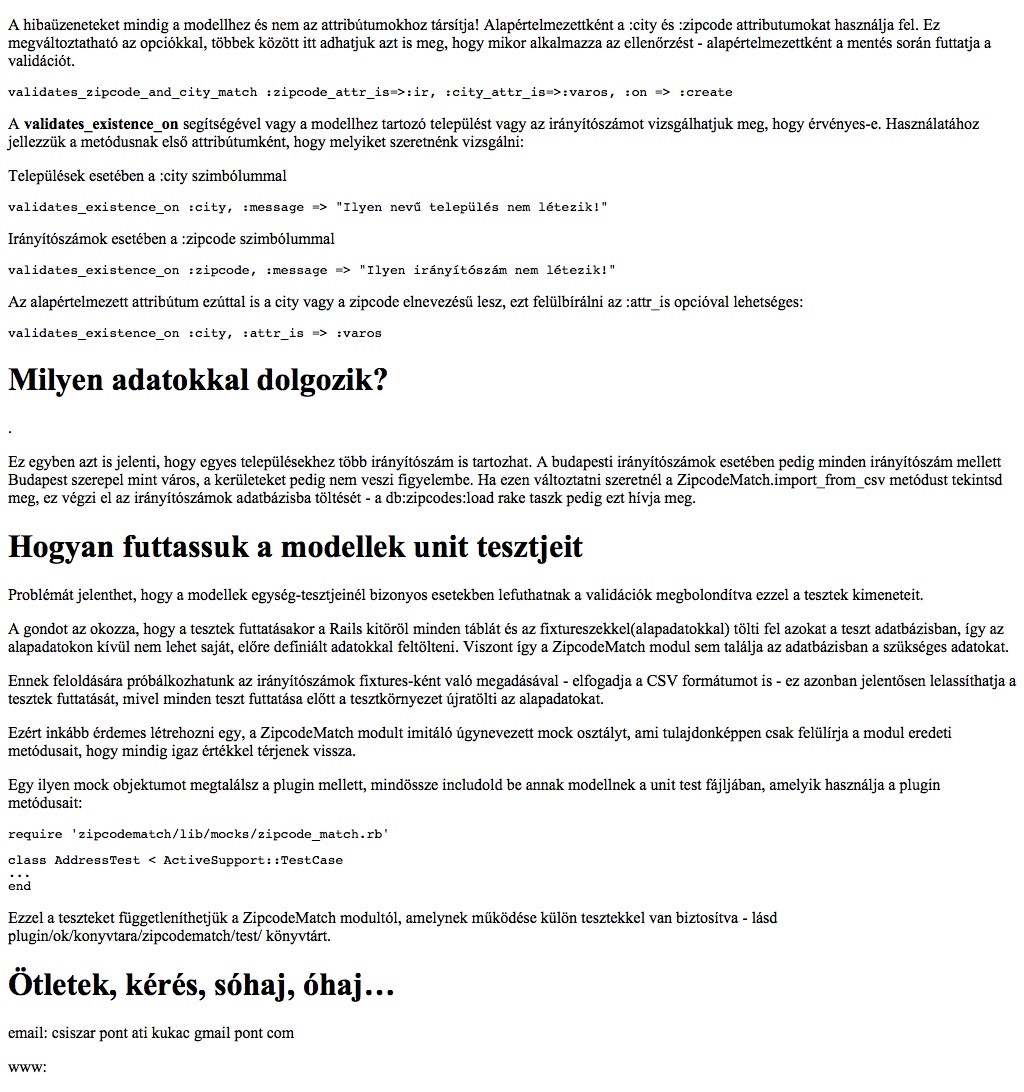 A hibaüzeneteket mindig a modellhez és nem az attribútumokhoz társítja! Alapértelmezettként a :city és :zipcode attributumokat használja fel. Ez
megváltoztatható az opciókkal, többek között itt adhatjuk azt is meg, hogy mikor alkalmazza az ellenőrzést - alapértelmezettként a mentés során futtatja a
validációt.
validates_zipcode_and_city_match :zipcode_attr_is=>:ir, :city_attr_is=>:varos, :on => :create
A validates_existence_on segítségével vagy a modellhez tartozó települést vagy az irányítószámot vizsgálhatjuk meg, hogy érvényes-e. Használatához
jellezzük a metódusnak első attribútumként, hogy melyiket szeretnénk vizsgálni:
Települések esetében a :city szimbólummal
validates_existence_on :city, :message => "Ilyen nevű település nem létezik!"
Irányítószámok esetében a :zipcode szimbólummal
validates_existence_on :zipcode, :message => "Ilyen irányítószám nem létezik!"
Az alapértelmezett attribútum ezúttal is a city vagy a zipcode elnevezésű lesz, ezt felülbírálni az :attr_is opcióval lehetséges:
validates_existence_on :city, :attr_is => :varos
Milyen adatokkal dolgozik?
.
Ez egyben azt is jelenti, hogy egyes településekhez több irányítószám is tartozhat. A budapesti irányítószámok esetében pedig minden irányítószám mellett
Budapest szerepel mint város, a kerületeket pedig nem veszi figyelembe. Ha ezen változtatni szeretnél a ZipcodeMatch.import_from_csv metódust tekintsd
meg, ez végzi el az irányítószámok adatbázisba töltését - a db:zipcodes:load rake taszk pedig ezt hívja meg.
Hogyan futtassuk a modellek unit tesztjeit
Problémát jelenthet, hogy a modellek egység-tesztjeinél bizonyos esetekben lefuthatnak a validációk megbolondítva ezzel a tesztek kimeneteit.
A gondot az okozza, hogy a tesztek futtatásakor a Rails kitöröl minden táblát és az fixtureszekkel(alapadatokkal) tölti fel azokat a teszt adatbázisban, így az
alapadatokon kívül nem lehet saját, előre definiált adatokkal feltölteni. Viszont így a ZipcodeMatch modul sem találja az adatbázisban a szükséges adatokat.
Ennek feloldására próbálkozhatunk az irányítószámok fixtures-ként való megadásával - elfogadja a CSV formátumot is - ez azonban jelentősen lelassíthatja a
tesztek futtatását, mivel minden teszt futtatása előtt a tesztkörnyezet újratölti az alapadatokat.
Ezért inkább érdemes létrehozni egy, a ZipcodeMatch modult imitáló úgynevezett mock osztályt, ami tulajdonképpen csak felülírja a modul eredeti
metódusait, hogy mindig igaz értékkel térjenek vissza.
Egy ilyen mock objektumot megtalálsz a plugin mellett, mindössze includold be annak modellnek a unit test fájljában, amelyik használja a plugin
metódusait:
require 'zipcodematch/lib/mocks/zipcode_match.rb'
class AddressTest < ActiveSupport::TestCase
...
end
Ezzel a teszteket függetleníthetjük a ZipcodeMatch modultól, amelynek működése külön tesztekkel van biztosítva - lásd
plugin/ok/konyvtara/zipcodematch/test/ könyvtárt.
Ötletek, kérés, sóhaj, óhaj…
email: csiszar pont ati kukac gmail pont com
www: